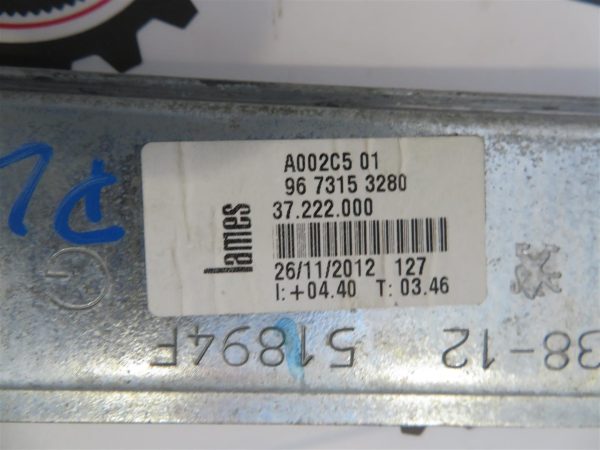 A002C5 01
96 7315 3280
lames
37.222.000
26/11/2012 127
I:+04.40 T: 03.46
38-12 51894F